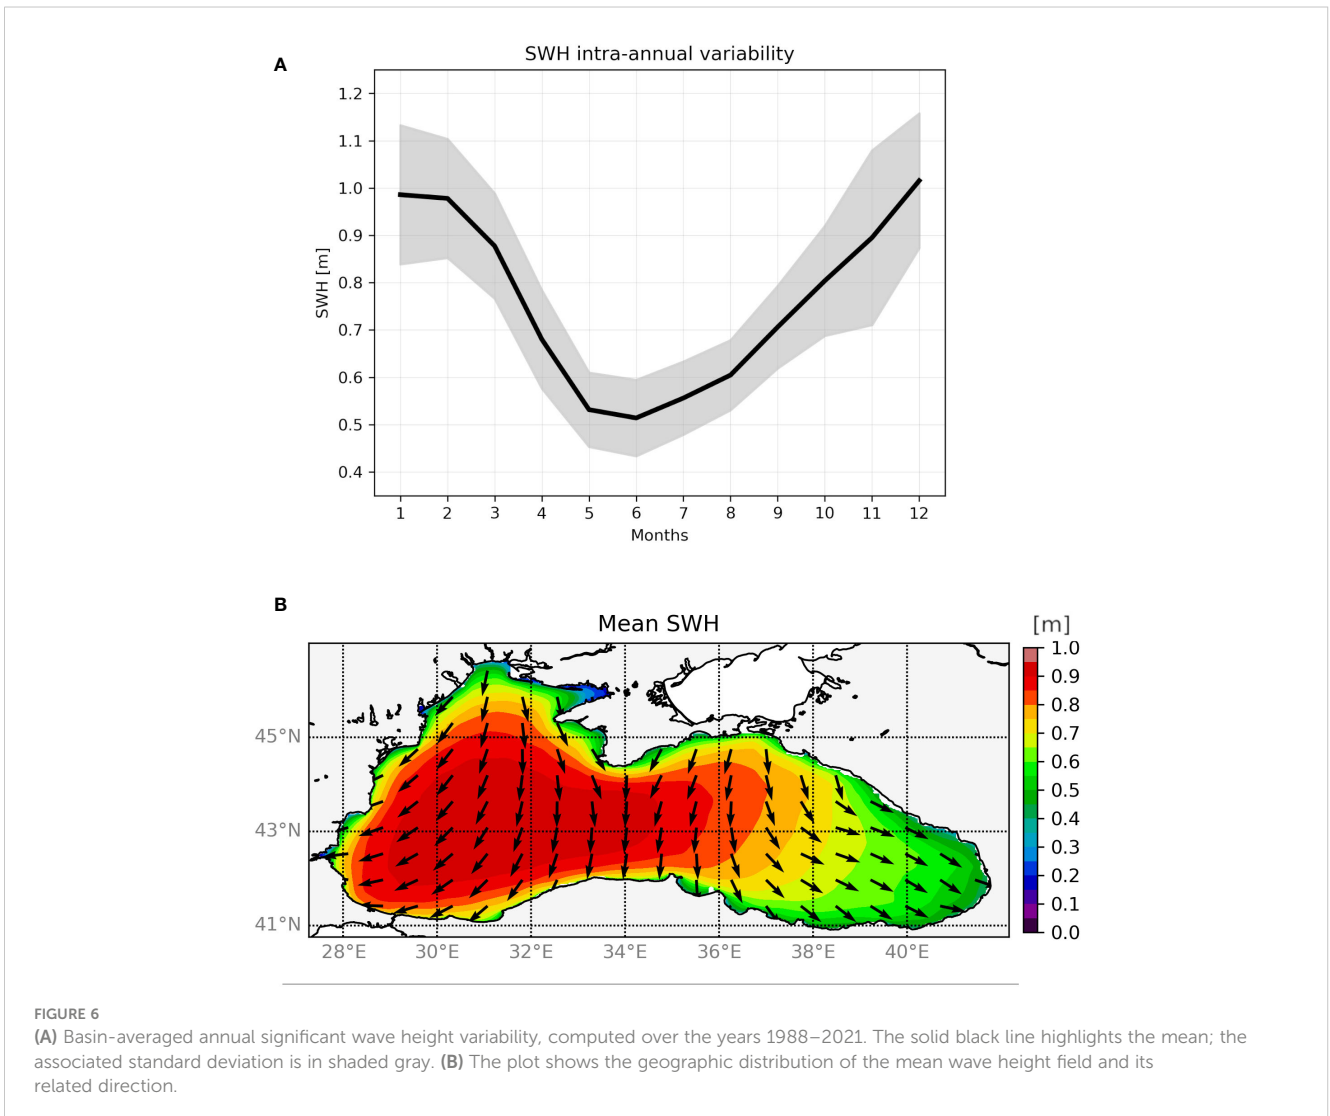 A
SWH intra-annual variability
1.2
1.1
1.0
0.9
0.8
0.7
0.6
0.5
0.4
SWH [m]
1 2 3 4 5 6 7 8 9 10 11 12
Months
B
Mean SWH
[m]
1.0
0.9
0.8
0.7
0.6
0.5
0.4
0.3
0.2
0.1
0.0
45°N
43°N
41°N
28°E 30°E 32°E 34°E 36°E 38°E 40°E
FIGURE 6
(A) Basin-averaged annual significant wave height variability, computed over the years 1988–2021. The solid black line highlights the mean; the
associated standard deviation is in shaded gray. (B) The plot shows the geographic distribution of the mean wave height field and its
related direction.